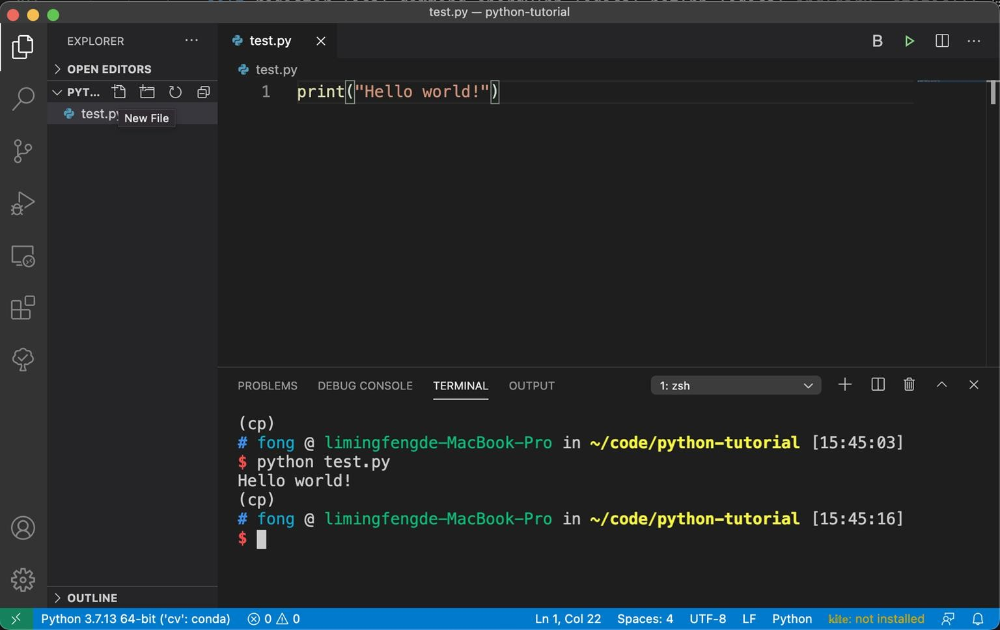 test.py — python-tutorial
EXPLORER
test.py
B
OPEN EDITORS
test.py
PYT...
1 print("Hello world!")
test.py
New File
PROBLEMS DEBUG CONSOLE TERMINAL OUTPUT 1: zsh
(cp)
# fong @ limingfengde-MacBook-Pro in ~/code/python-tutorial [15:45:03]
$ python test.py
Hello world!
(cp)
# fong @ limingfengde-MacBook-Pro in ~/code/python-tutorial [15:45:16]
$
OUTLINE
Python 3.7.13 64-bit ('cv': conda) 0 0 Ln 1, Col 22 Spaces: 4 UTF-8 LF Python kite: not installed